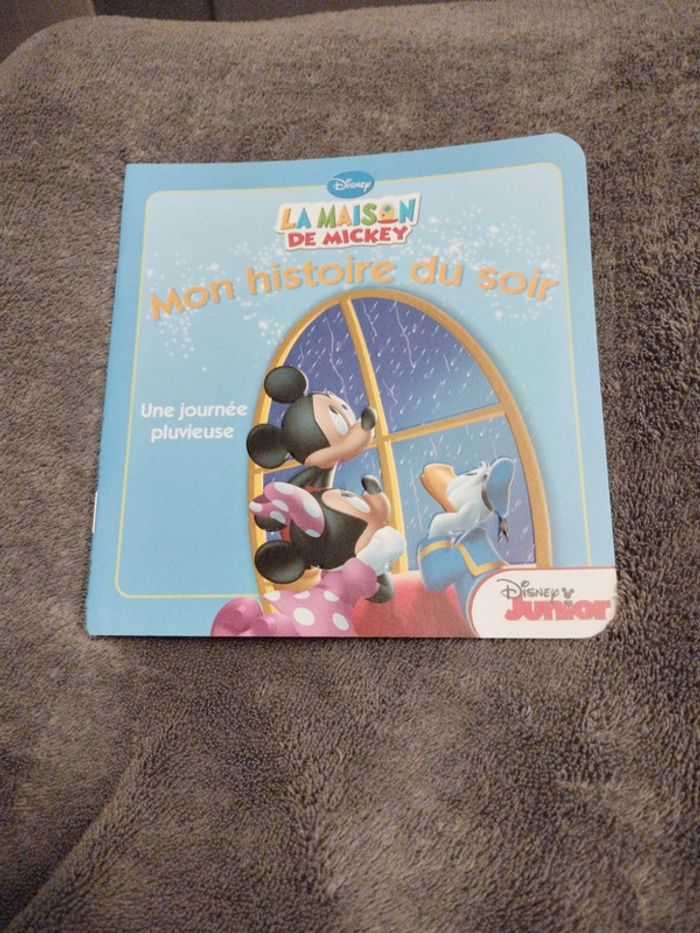 Disney
LA MAISON
DE MICKEY
Mon histoire du soir
Une journée
pluvieuse
Disney
Junior